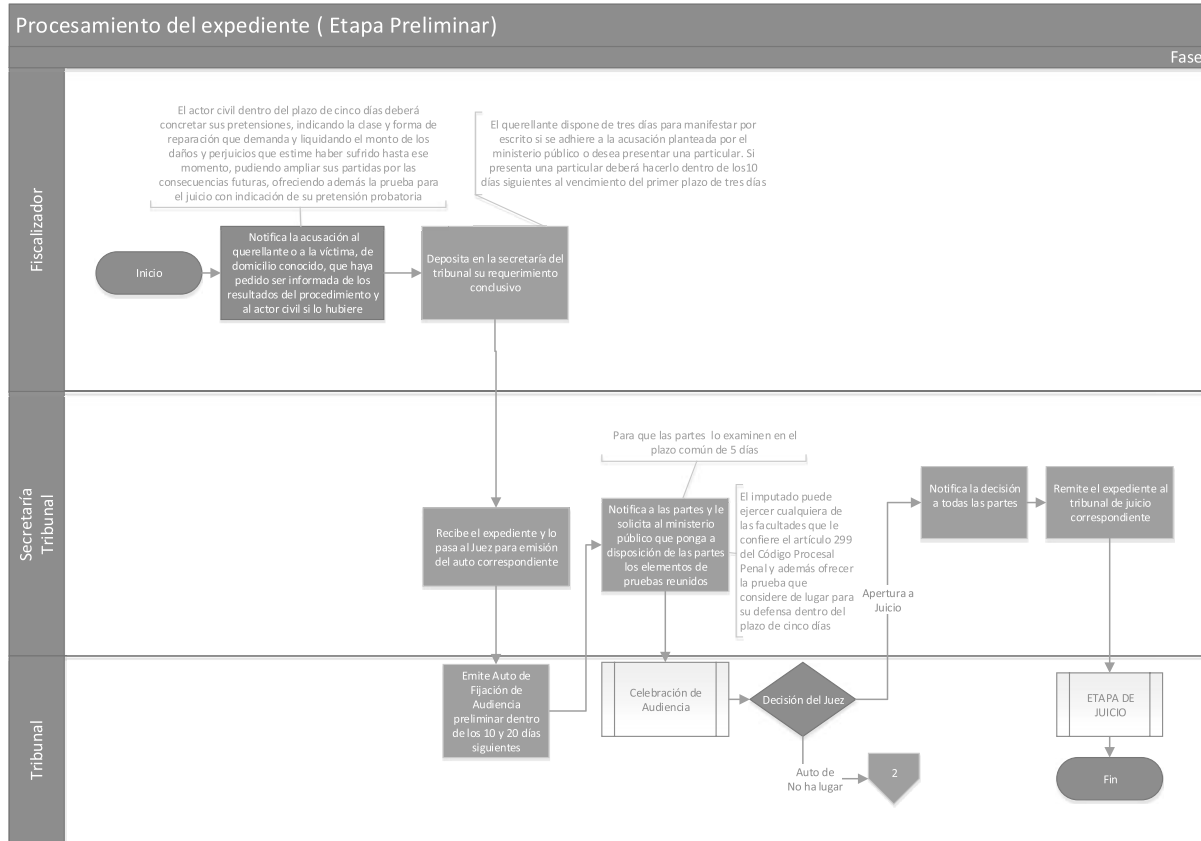 Procesamiento del expediente ( Etapa Preliminar)
Fase
Fiscalizador
El actor civil dentro del plazo de cinco días deberá
concretar sus pretensiones, indicando la clase y forma de
reparación que demanda y liquidando el monto de los
daños y perjuicios que estime haber sufrido hasta ese
momento, pudiendo ampliar sus partidas por las
consecuencias futuras, ofreciendo además la prueba para
el juicio con indicación de su pretensión probatoria
El querellante dispone de tres días para manifestar por
escrito si se adhiere a la acusación planteada por el
ministerio público o desea presentar una particular. Si
presenta una particular deberá hacerlo dentro de los10
días siguientes al vencimiento del primer plazo de tres días
Inicio
Notifica la acusación al
querellante o a la víctima, de
domicilio conocido, que haya
pedido ser informada de los
resultados del procedimiento y
al actor civil si lo hubiere
Deposita en la secretaría del
tribunal su requerimiento
conclusivo
Secretaría
Tribunal
Recibe el expediente y lo
pasa al Juez para emisión
del auto correspondiente
Para que las partes lo examinen en el
plazo común de 5 días
Notifica a las partes y le
solicita al ministerio
público que ponga a
disposición de las partes
los elementos de
pruebas reunidos
El imputado puede
ejercer cualquiera de
las facultades que le
confiere el artículo 299
del Código Procesal
Penal y además ofrecer
la prueba que
considere de lugar para
su defensa dentro del
plazo de cinco días
Apertura a
Juicio
Notifica la decisión
a todas las partes
Remite el expediente al
tribunal de juicio
correspondiente
Tribunal
Emite Auto de
Fijación de
Audiencia
preliminar dentro
de los 10 y 20 días
siguientes
Celebración de
Audiencia
Decisión del Juez
Auto de
No ha lugar
2
ETAPA DE
JUICIO
Fin